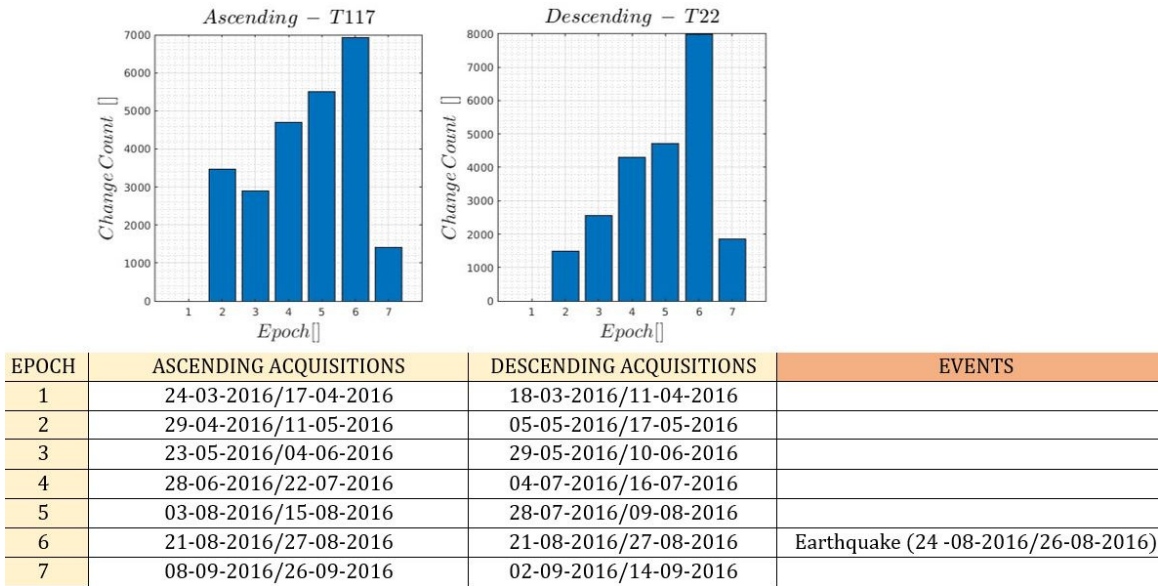 Ascending − T117
Change Count []
7000
6000
5000
4000
3000
2000
1000
0
1 2 3 4 5 6 7
Epoch[]
Descending − T22
Change Count []
8000
7000
6000
5000
4000
3000
2000
1000
0
1 2 3 4 5 6 7
Epoch[]
EPOCH ASCENDING ACQUISITIONS DESCENDING ACQUISITIONS EVENTS
1 24-03-2016/17-04-2016 18-03-2016/11-04-2016
2 29-04-2016/11-05-2016 05-05-2016/17-05-2016
3 23-05-2016/04-06-2016 29-05-2016/10-06-2016
4 28-06-2016/22-07-2016 04-07-2016/16-07-2016
5 03-08-2016/15-08-2016 28-07-2016/09-08-2016
6 21-08-2016/27-08-2016 21-08-2016/27-08-2016 Earthquake (24 -08-2016/26-08-2016)
7 08-09-2016/26-09-2016 02-09-2016/14-09-2016